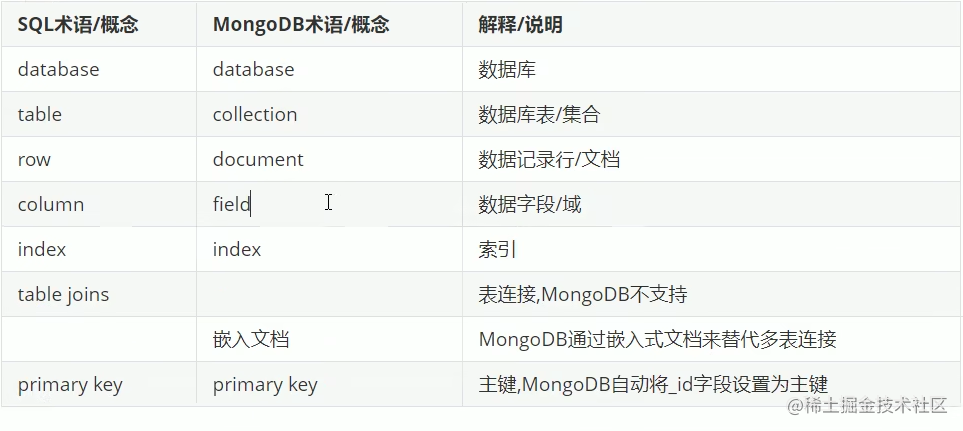 SQL术语/概念 MongoDB术语/概念 解释/说明
database database 数据库
table collection 数据库表/集合
row document 数据记录行/文档
column field 数据字段/域
index index 索引
table joins 表连接,MongoDB不支持
嵌入文档 MongoDB通过嵌入式文档来替代多表连接
primary key primary key 主键,MongoDB自动将_id字段设置为主键
@稀土掘金技术社区